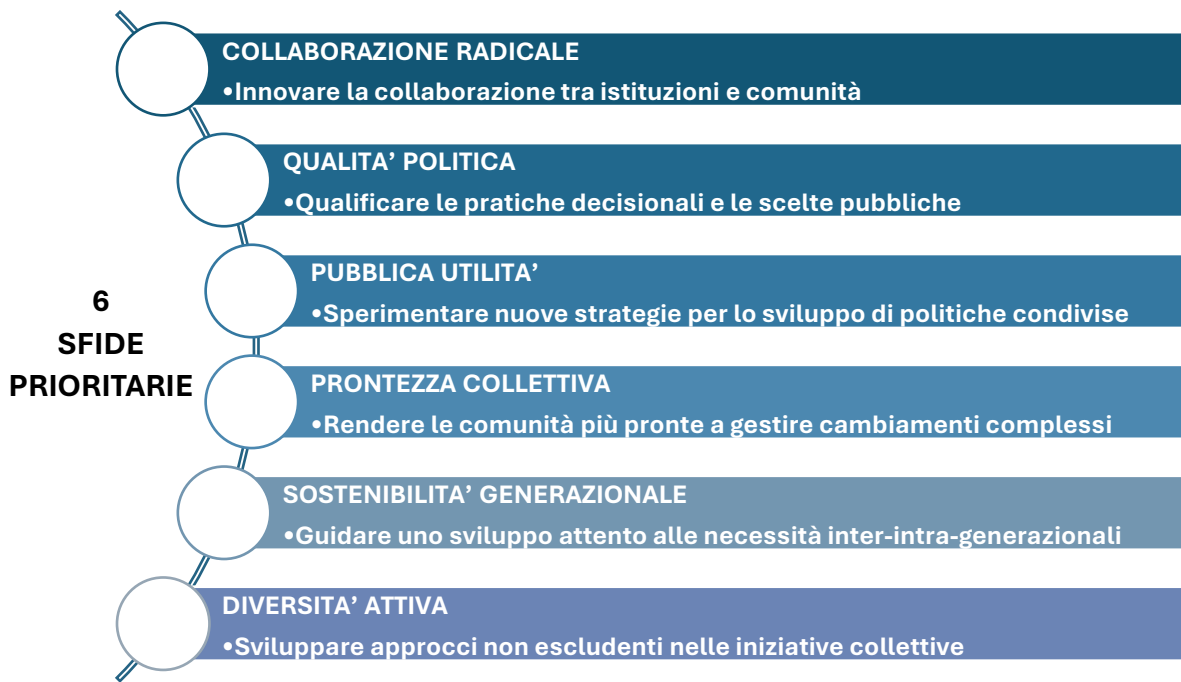 6
SFIDE
PRIORITARIE
COLLABORAZIONE RADICALE
•Innovare la collaborazione tra istituzioni e comunità
QUALITA’ POLITICA
•Qualificare le pratiche decisionali e le scelte pubbliche
PUBBLICA UTILITA’
•Sperimentare nuove strategie per lo sviluppo di politiche condivise
PRONTEZZA COLLETTIVA
•Rendere le comunità più pronte a gestire cambiamenti complessi
SOSTENIBILITA’ GENERAZIONALE
•Guidare uno sviluppo attento alle necessità inter-intra-generazionali
DIVERSITA’ ATTIVA
•Sviluppare approcci non escludenti nelle iniziative collettive